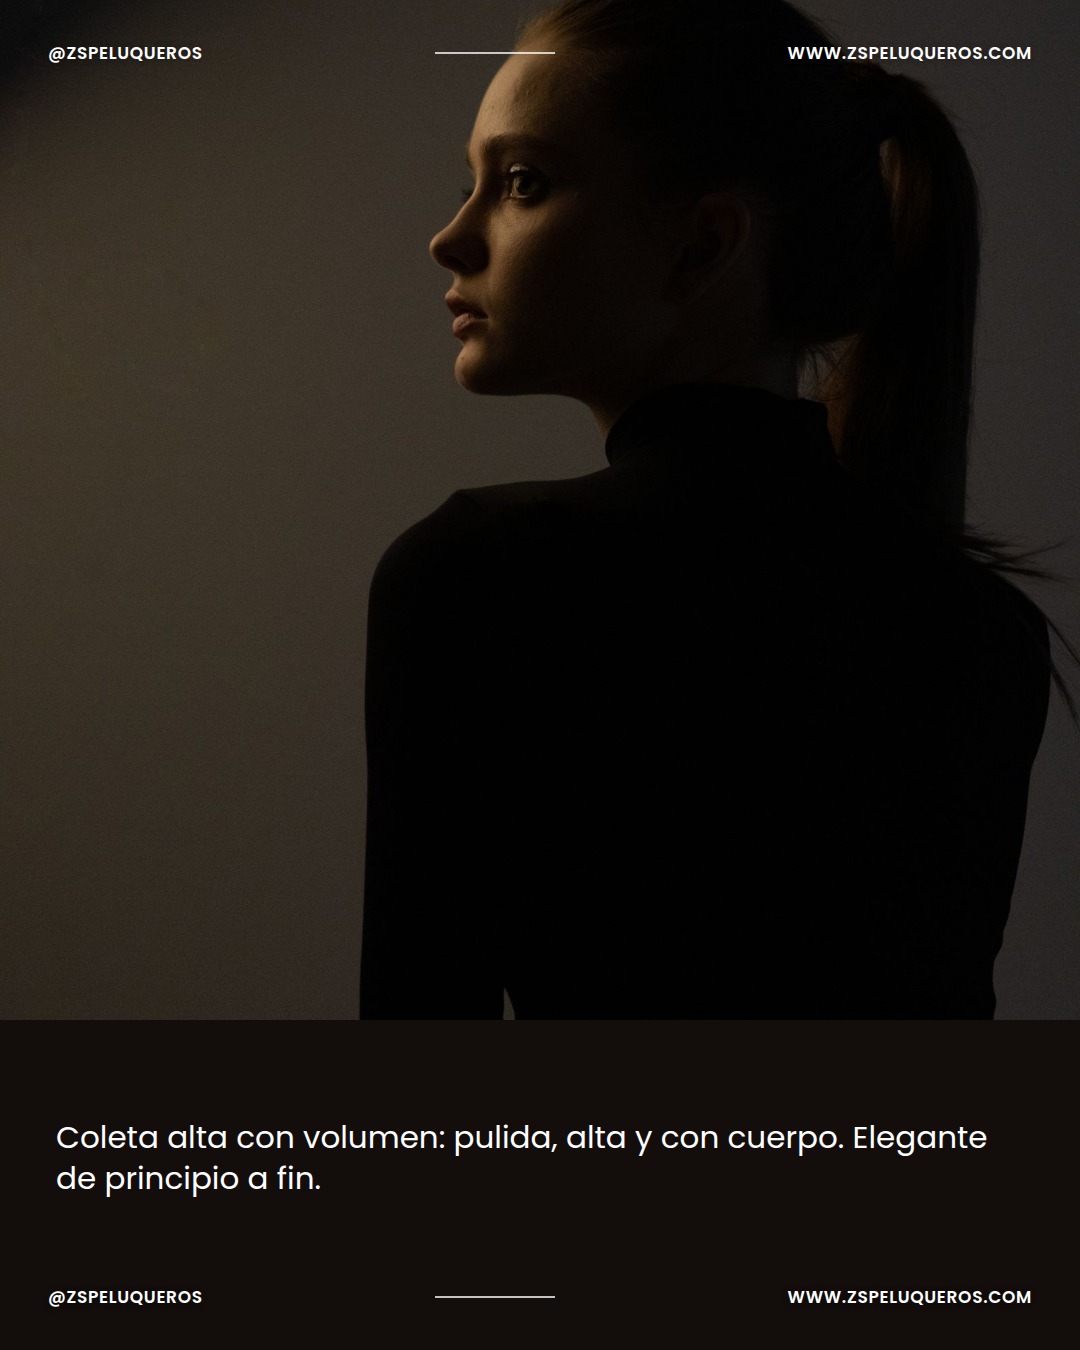 @ZSPELUQUEROS
WWW.ZSPELUQUEROS.COM
Coleta alta con volumen: pulida, alta y con cuerpo. Elegante
de principio a fin.
@ZSPELUQUEROS
WWW.ZSPELUQUEROS.COM